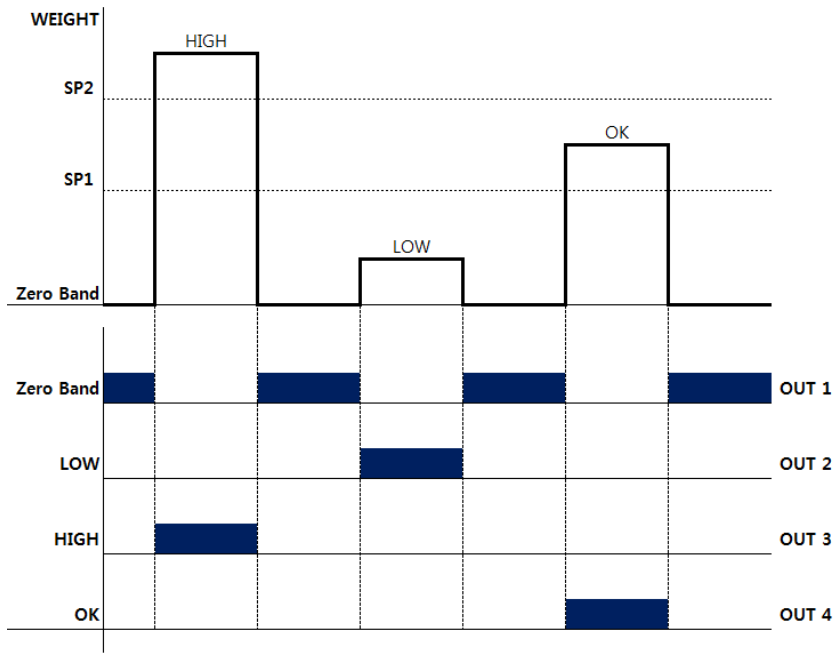 WEIGHT
HIGH
SP2
OK
SP1
LOW
Zero Band
Zero Band OUT 1
LOW OUT 2
HIGH OUT 3
OK OUT 4